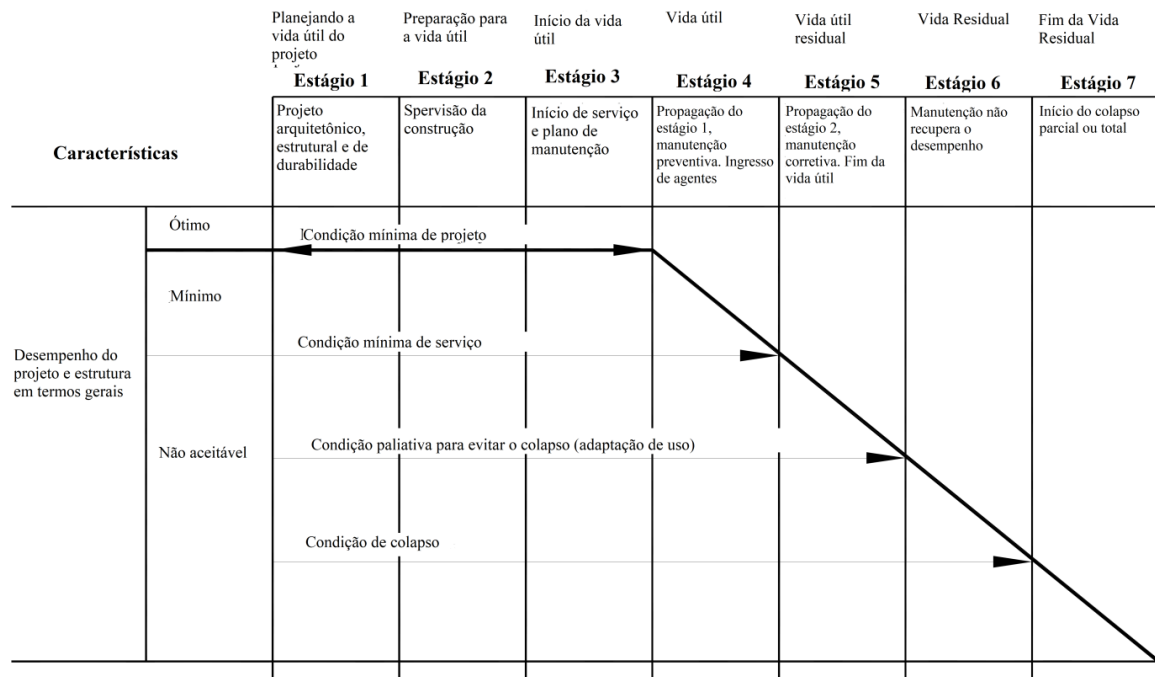 Planejando a
vida útil do
projeto
Preparação para
a vida útil
Início da vida
útil
Vida útil
Vida útil
residual
Vida Residual
Fim da Vida
Residual
Estágio 1
Estágio 2
Estágio 3
Estágio 4
Estágio 5
Estágio 6
Estágio 7
Características
Projeto
arquitetônico,
estrutural e de
durabilidade
Spervisão da
construção
Início de serviço
e plano de
manutenção
Propagação do
estágio 1,
manutenção
preventiva. Ingresso
de agentes
Propagação do
estágio 2,
manutenção
corretiva. Fim da
vida útil
Manutenção não
recupera o
desempenho
Início do colapso
parcial ou total
Desempenho do
projeto e estrutura
em termos gerais
Ótimo
Condição mínima de projeto
Mínimo
Condição mínima de serviço
Não aceitável
Condição paliativa para evitar o colapso (adaptação de uso)
Condição de colapso